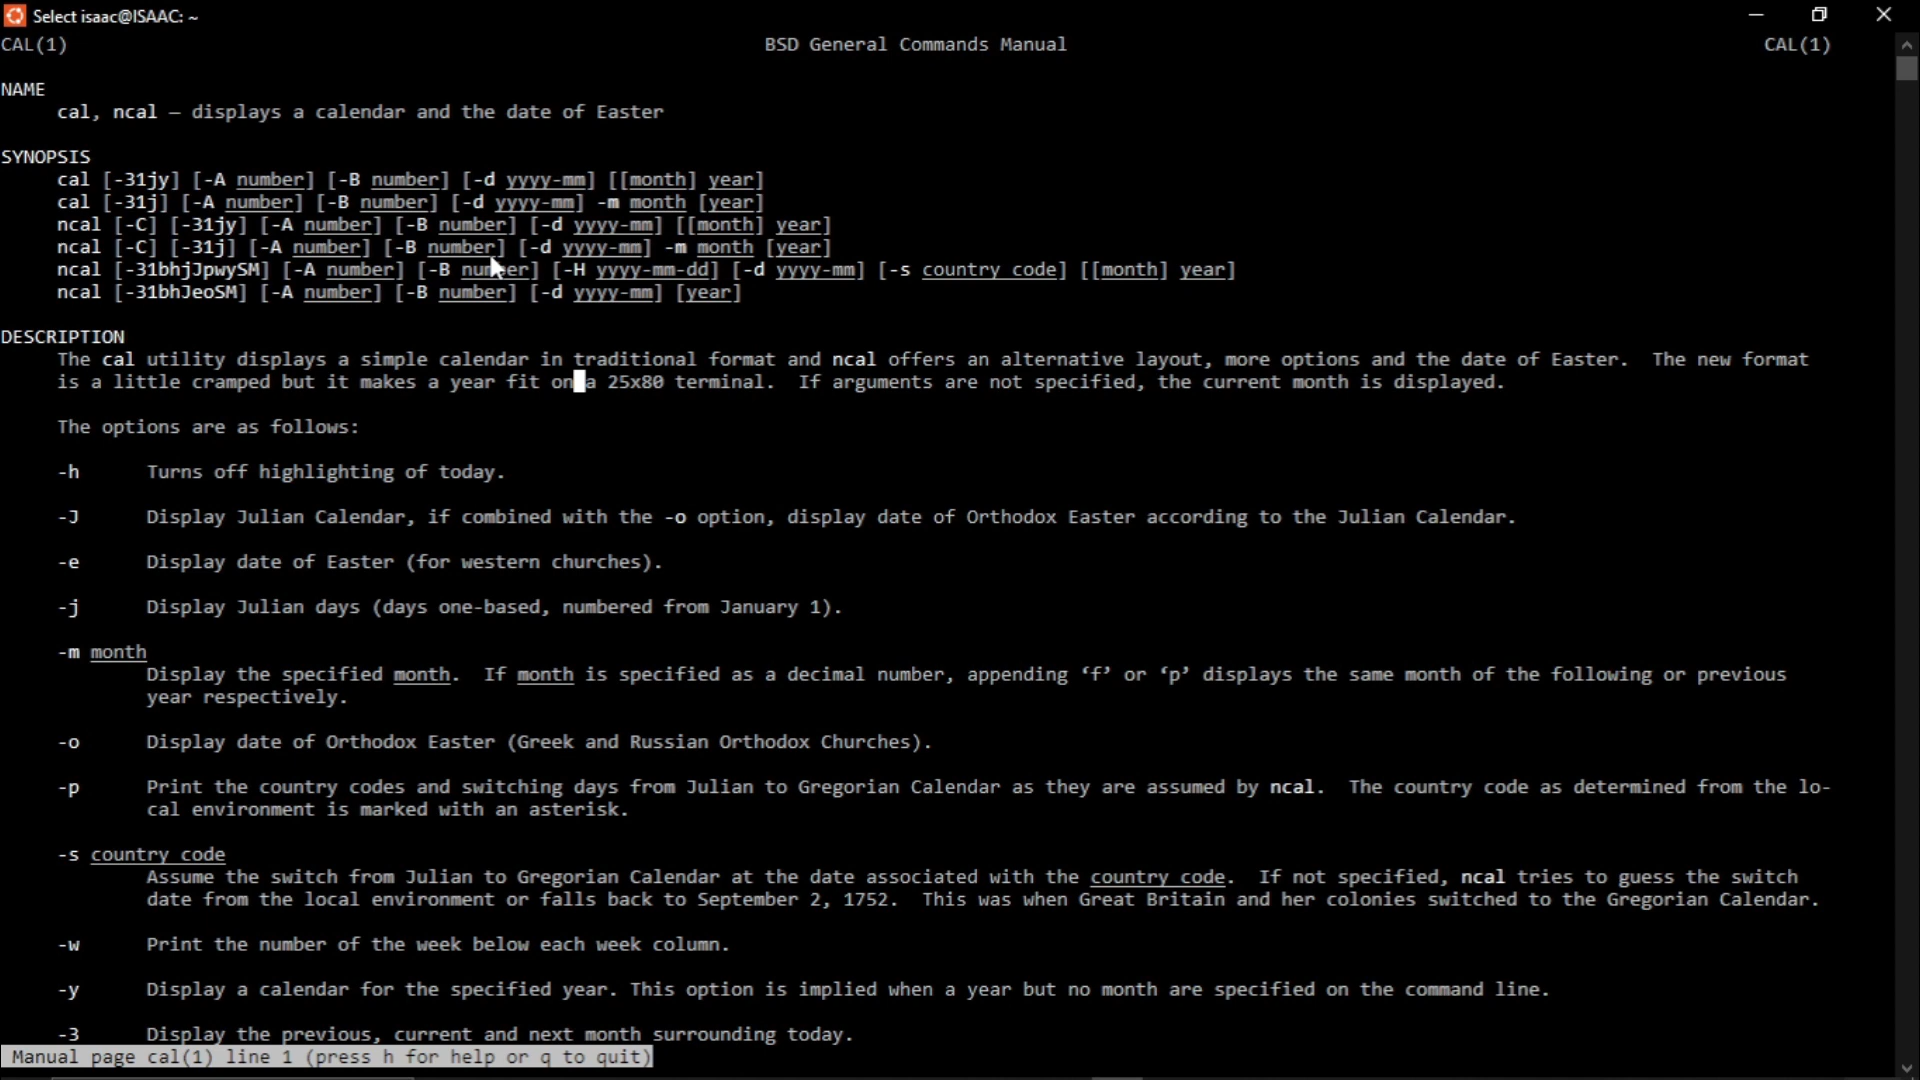 Select isaac@ISAAC: ~
CAL(1) BSD General Commands Manual CAL(1)
NAME
cal, ncal — displays a calendar and the date of Easter
SYNOPSIS
cal [-31jy] [-A number] [-B number] [-d yyyy-mm] [[month] year]
cal [-31j] [-A number] [-B number] [-d yyyy-mm] -m month [year]
ncal [-C] [-31jy] [-A number] [-B number] [-d yyyy-mm] [[month] year]
ncal [-C] [-31j] [-A number] [-B number] [-d yyyy-mm] -m month [year]
ncal [-31bhjJpwySM] [-A number] [-B number] [-H yyyy-mm-dd] [-d yyyy-mm] [-s country_code] [[month] year]
ncal [-31bhJeoSM] [-A number] [-B number] [-d yyyy-mm] [year]
DESCRIPTION
The cal utility displays a simple calendar in traditional format and ncal offers an alternative layout, more options and the date of Easter. The new format
is a little cramped but it makes a year fit on a 25x80 terminal. If arguments are not specified, the current month is displayed.
The options are as follows:
-h Turns off highlighting of today.
-J Display Julian Calendar, if combined with the -o option, display date of Orthodox Easter according to the Julian Calendar.
-e Display date of Easter (for western churches).
-j Display Julian days (days one-based, numbered from January 1).
-m month
Display the specified month. If month is specified as a decimal number, appending ‘f’ or ‘p’ displays the same month of the following or previous
year respectively.
-o Display date of Orthodox Easter (Greek and Russian Orthodox Churches).
-p Print the country codes and switching days from Julian to Gregorian Calendar as they are assumed by ncal. The country code as determined from the lo-
cal environment is marked with an asterisk.
-s country_code
Assume the switch from Julian to Gregorian Calendar at the date associated with the country_code. If not specified, ncal tries to guess the switch
date from the local environment or falls back to September 2, 1752. This was when Great Britain and her colonies switched to the Gregorian Calendar.
-w Print the number of the week below each week column.
-y Display a calendar for the specified year. This option is implied when a year but no month are specified on the command line.
-3 Display the previous, current and next month surrounding today.
Manual page cal(1) line 1 (press h for help or q to quit)